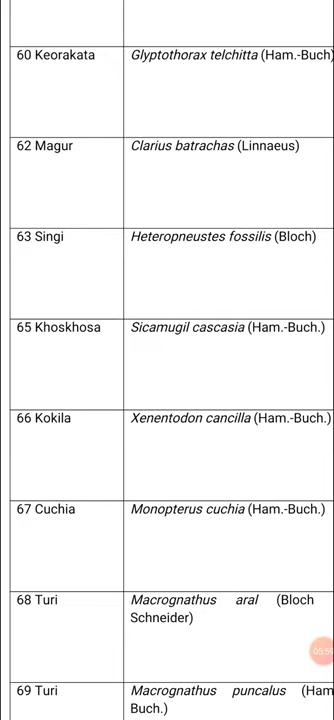 60 Keorakata Glyptothorax telchitta (Ham.-Buch)
62 Magur Clarius batrachas (Linnaeus)
63 Singi Heteropneustes fossilis (Bloch)
65 Khoskhosa Sicamugil cascasia (Ham.-Buch.)
66 Kokila Xenentodon cancilla (Ham.-Buch.)
67 Cuchia Monopterus cuchia (Ham.-Buch.)
68 Turi Macrognathus aral (Bloch
Schneider)
05:59
69 Turi Macrognathus puncalus (Ham
Buch.)